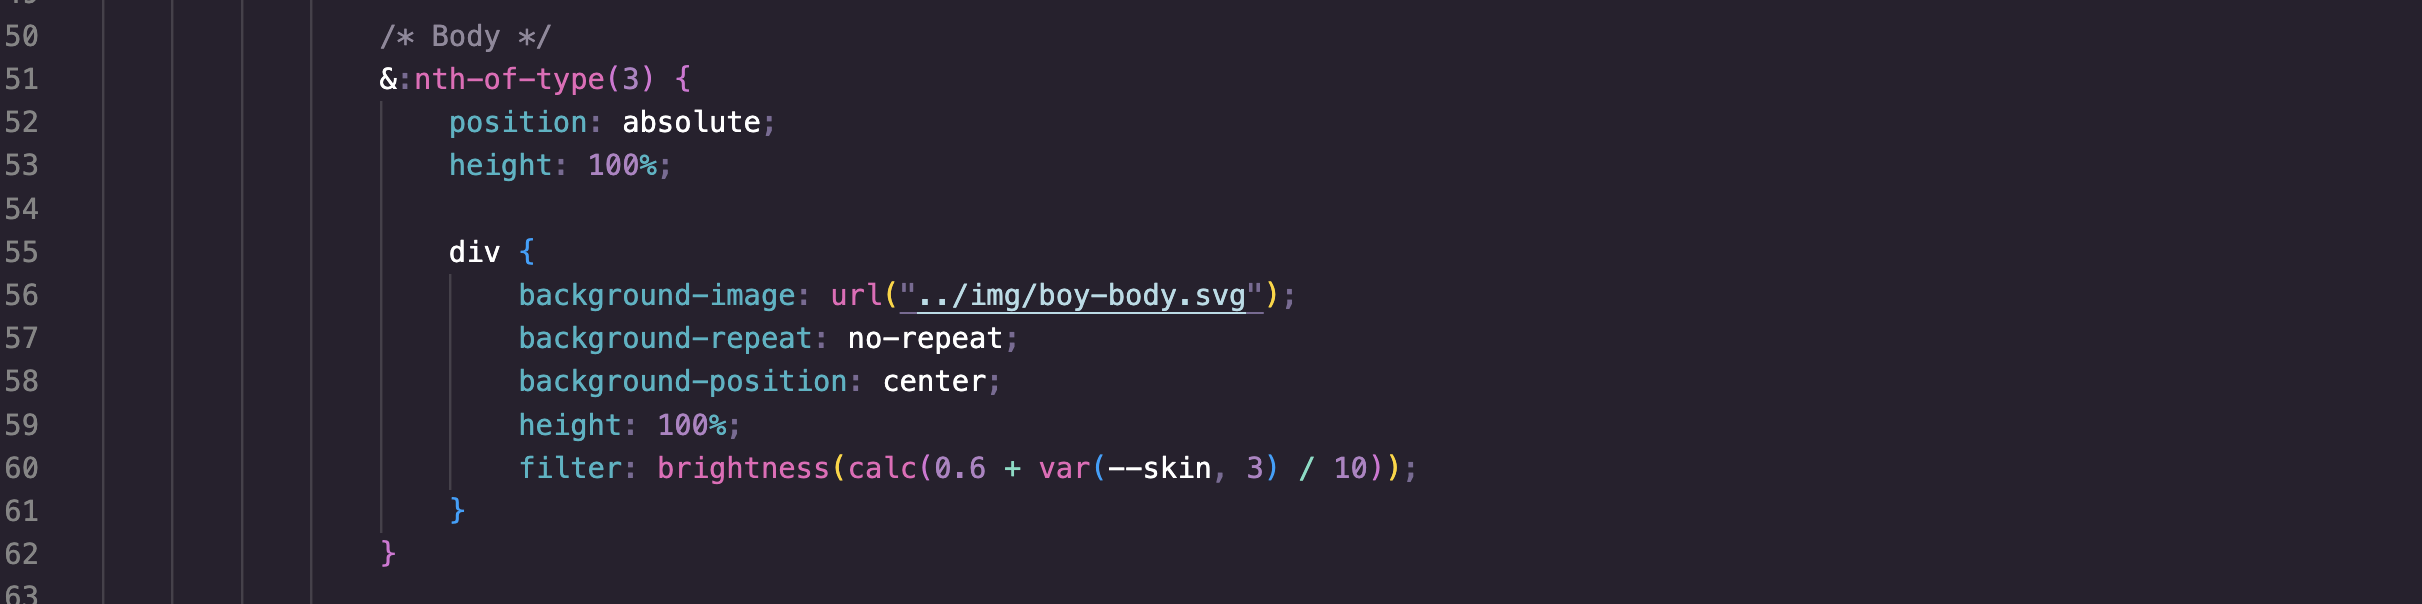 50 /* Body */
51 &:nth-of-type(3) {
52 position: absolute;
53 height: 100%;
54
55 div {
56 background-image: url("../img/boy-body.svg");
57 background-repeat: no-repeat;
58 background-position: center;
59 height: 100%;
60 filter: brightness(calc(0.6 + var(--skin, 3) / 10));
61 }
62 }
63